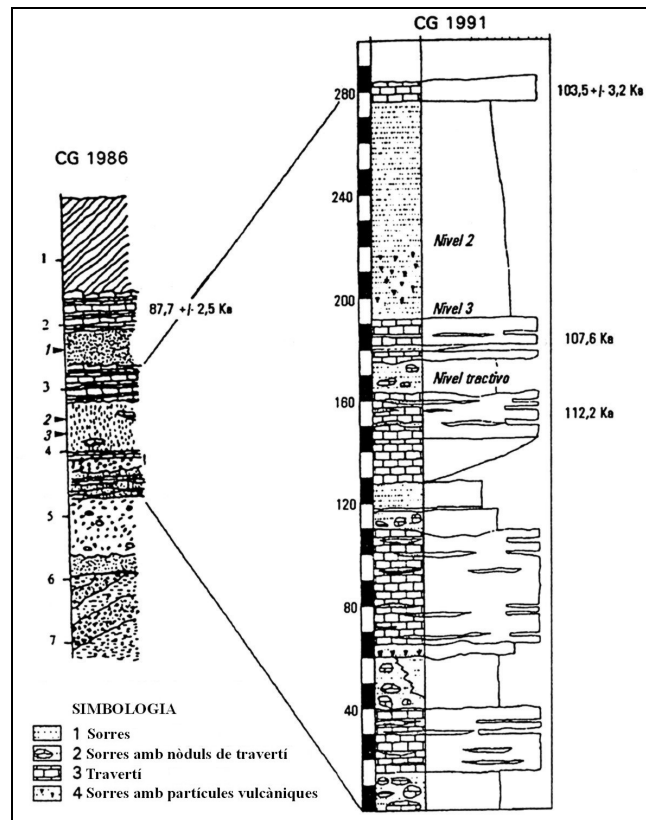 CG 1991
280
103,5 +/- 3,2 Ka
CG 1986
240
Nivel 2
1
200
Nivel 3
87,7 +/- 2,5 Ka
2
107,6 Ka
1
Nivel tractivo
3
160
112,2 Ka
2
3
4
120
5
80
6
7
SIMBOLOGIA
1 Sorres
2 Sorres amb nòduls de travertí
3 Travertí
4 Sorres amb partícules vulcàniques
40